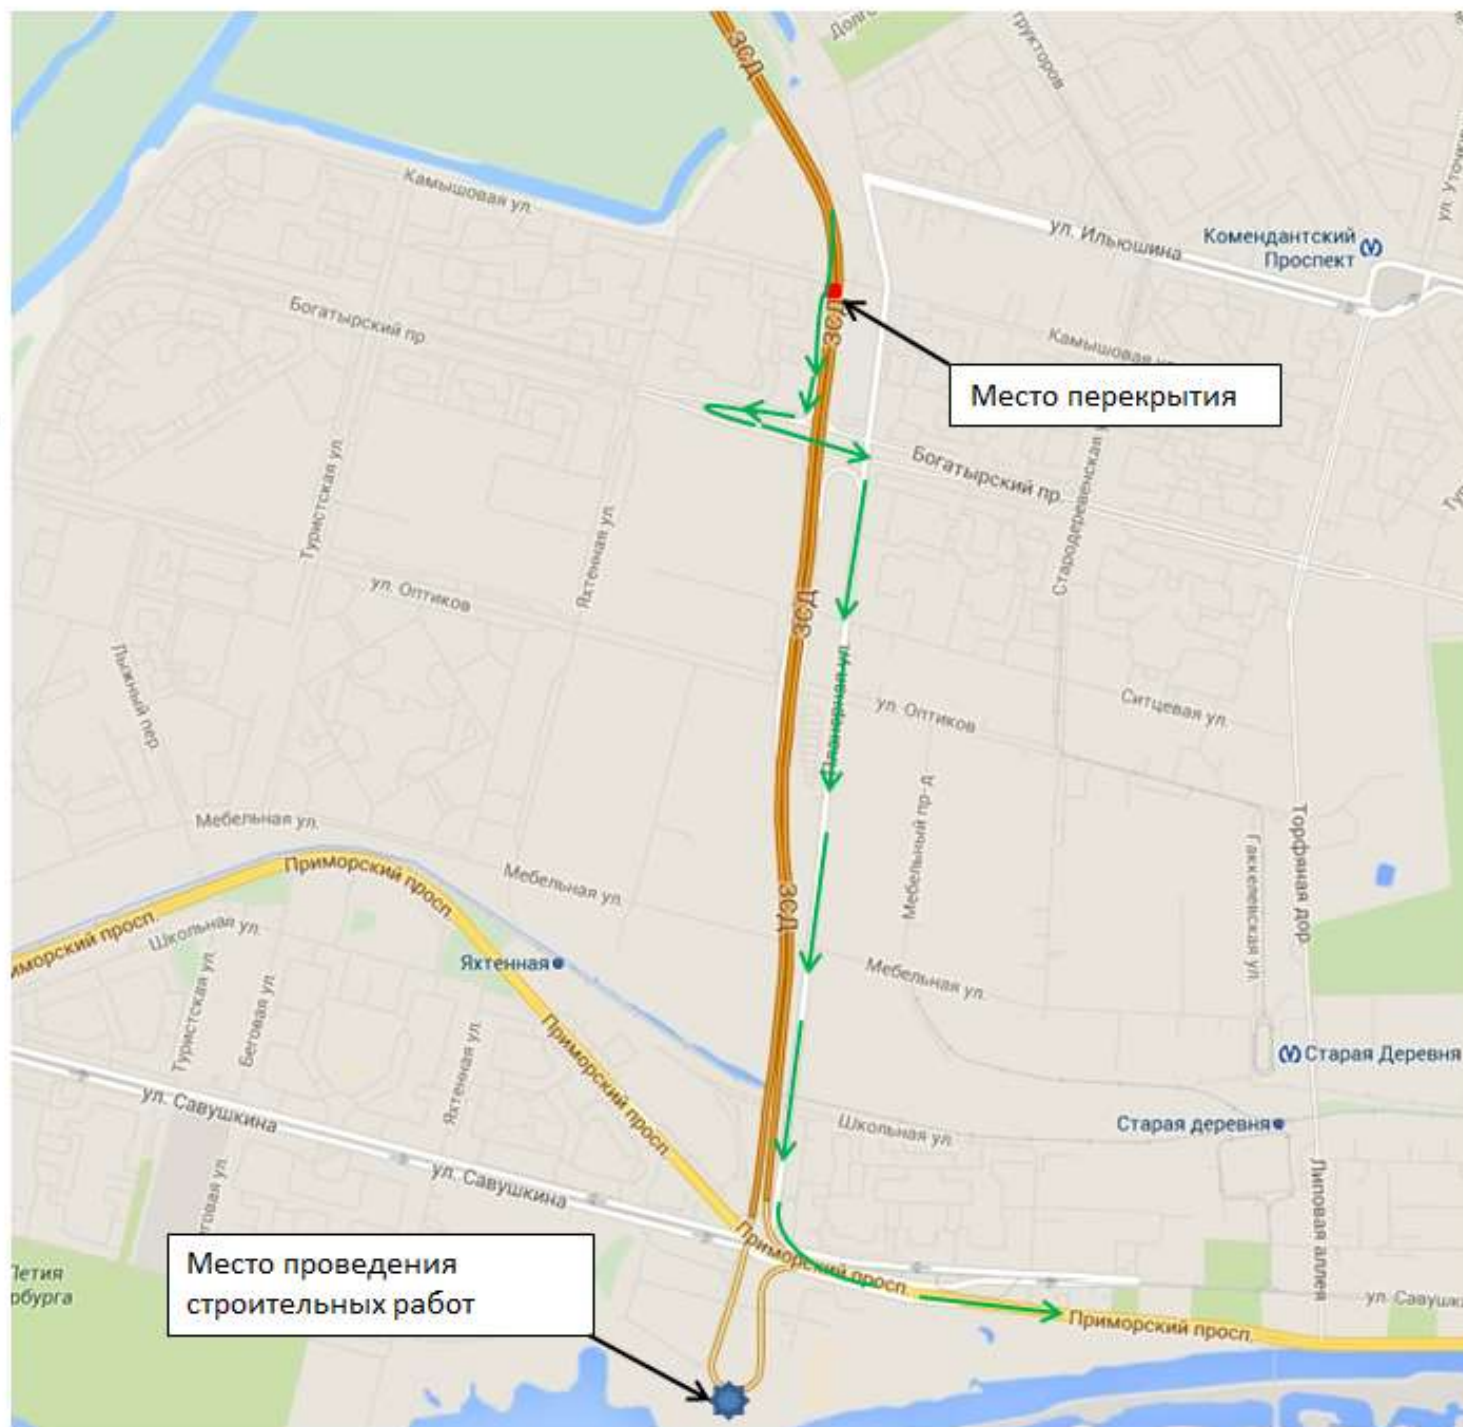 ЗСД
Камышовая ул.
ул. Ильюшина
Комендантский
Проспект
Богатырский пр
ЗСД
Камышовая
Место перекрытия
Богатырский пр.
Стародеревенская
Туристская ул.
Яхтенная ул.
ул. Оптиков
ЗСД
Планерная ул.
Ситцевая ул.
ул. Оптиков
Лыжный пер
Мебельный пр-д
Торфяная дор
Гаккелевская ул.
Мебельная ул.
Приморский просп.
Мебельная ул.
ЗСД
Школьная ул.
Яхтенная
Мебельная ул.
Туристская ул.
Беговая ул.
Яхтенная ул.
Приморский просп.
Старая Деревня
ул. Савушкина
Школьная ул.
Старая деревня
ул. Савушкина
Липовая аллея
Приморский просп.
Место проведения
строительных работ
Приморский просп.